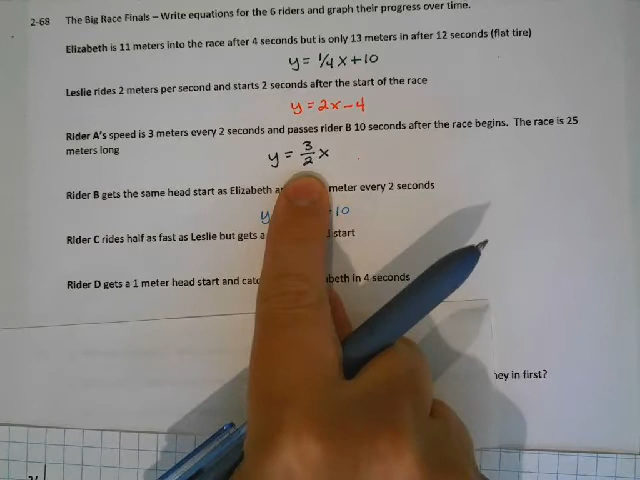 2-68 The Big Race Finals – Write equations for the 6 riders and graph their progress over time.
Elizabeth is 11 meters into the race after 4 seconds but is only 13 meters in after 12 seconds (flat tire)
y = 1/4 x + 10
Leslie rides 2 meters per second and starts 2 seconds after the start of the race
y = 2x – 4
Rider A's speed is 3 meters every 2 seconds and passes rider B 10 seconds after the race begins. The race is 25
meters long
y = 3/2 x
Rider B gets the same head start as Elizabeth meter every 2 seconds
y +10
Rider C rides half as fast as Leslie but gets a start
Rider D gets a 1 meter head start and in 4 seconds
in first?